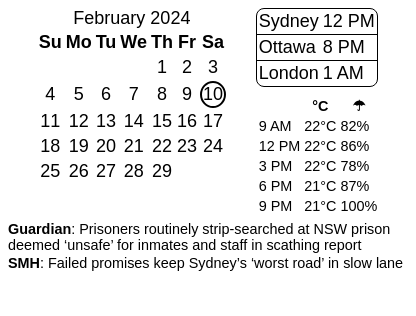 February 2024
Su Mo Tu We Th Fr Sa
1 2 3
4 5 6 7 8 9 10
11 12 13 14 15 16 17
18 19 20 21 22 23 24
25 26 27 28 29
Sydney 12 PM
Ottawa 8 PM
London 1 AM
°C ☂
9 AM 22°C 82%
12 PM 22°C 86%
3 PM 22°C 78%
6 PM 21°C 87%
9 PM 21°C 100%
Guardian: Prisoners routinely strip-searched at NSW prison
deemed ‘unsafe’ for inmates and staff in scathing report
SMH: Failed promises keep Sydney’s ‘worst road’ in slow lane